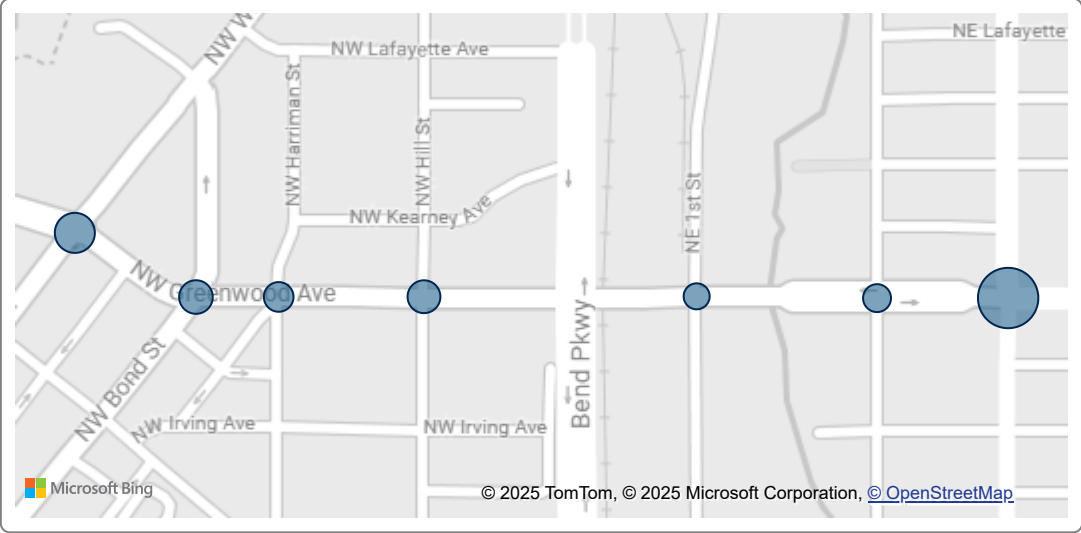 NW W
NW Lafayette Ave
NE Lafayette
NW Harriman St
NW Hill St
NE 1st St
NW Kearney Ave
NW Greenwood Ave
Bend Pkwy
NW Bond St
NW Irving Ave
NW Irving Ave
Microsoft Bing
© 2025 TomTom, © 2025 Microsoft Corporation, © OpenStreetMap